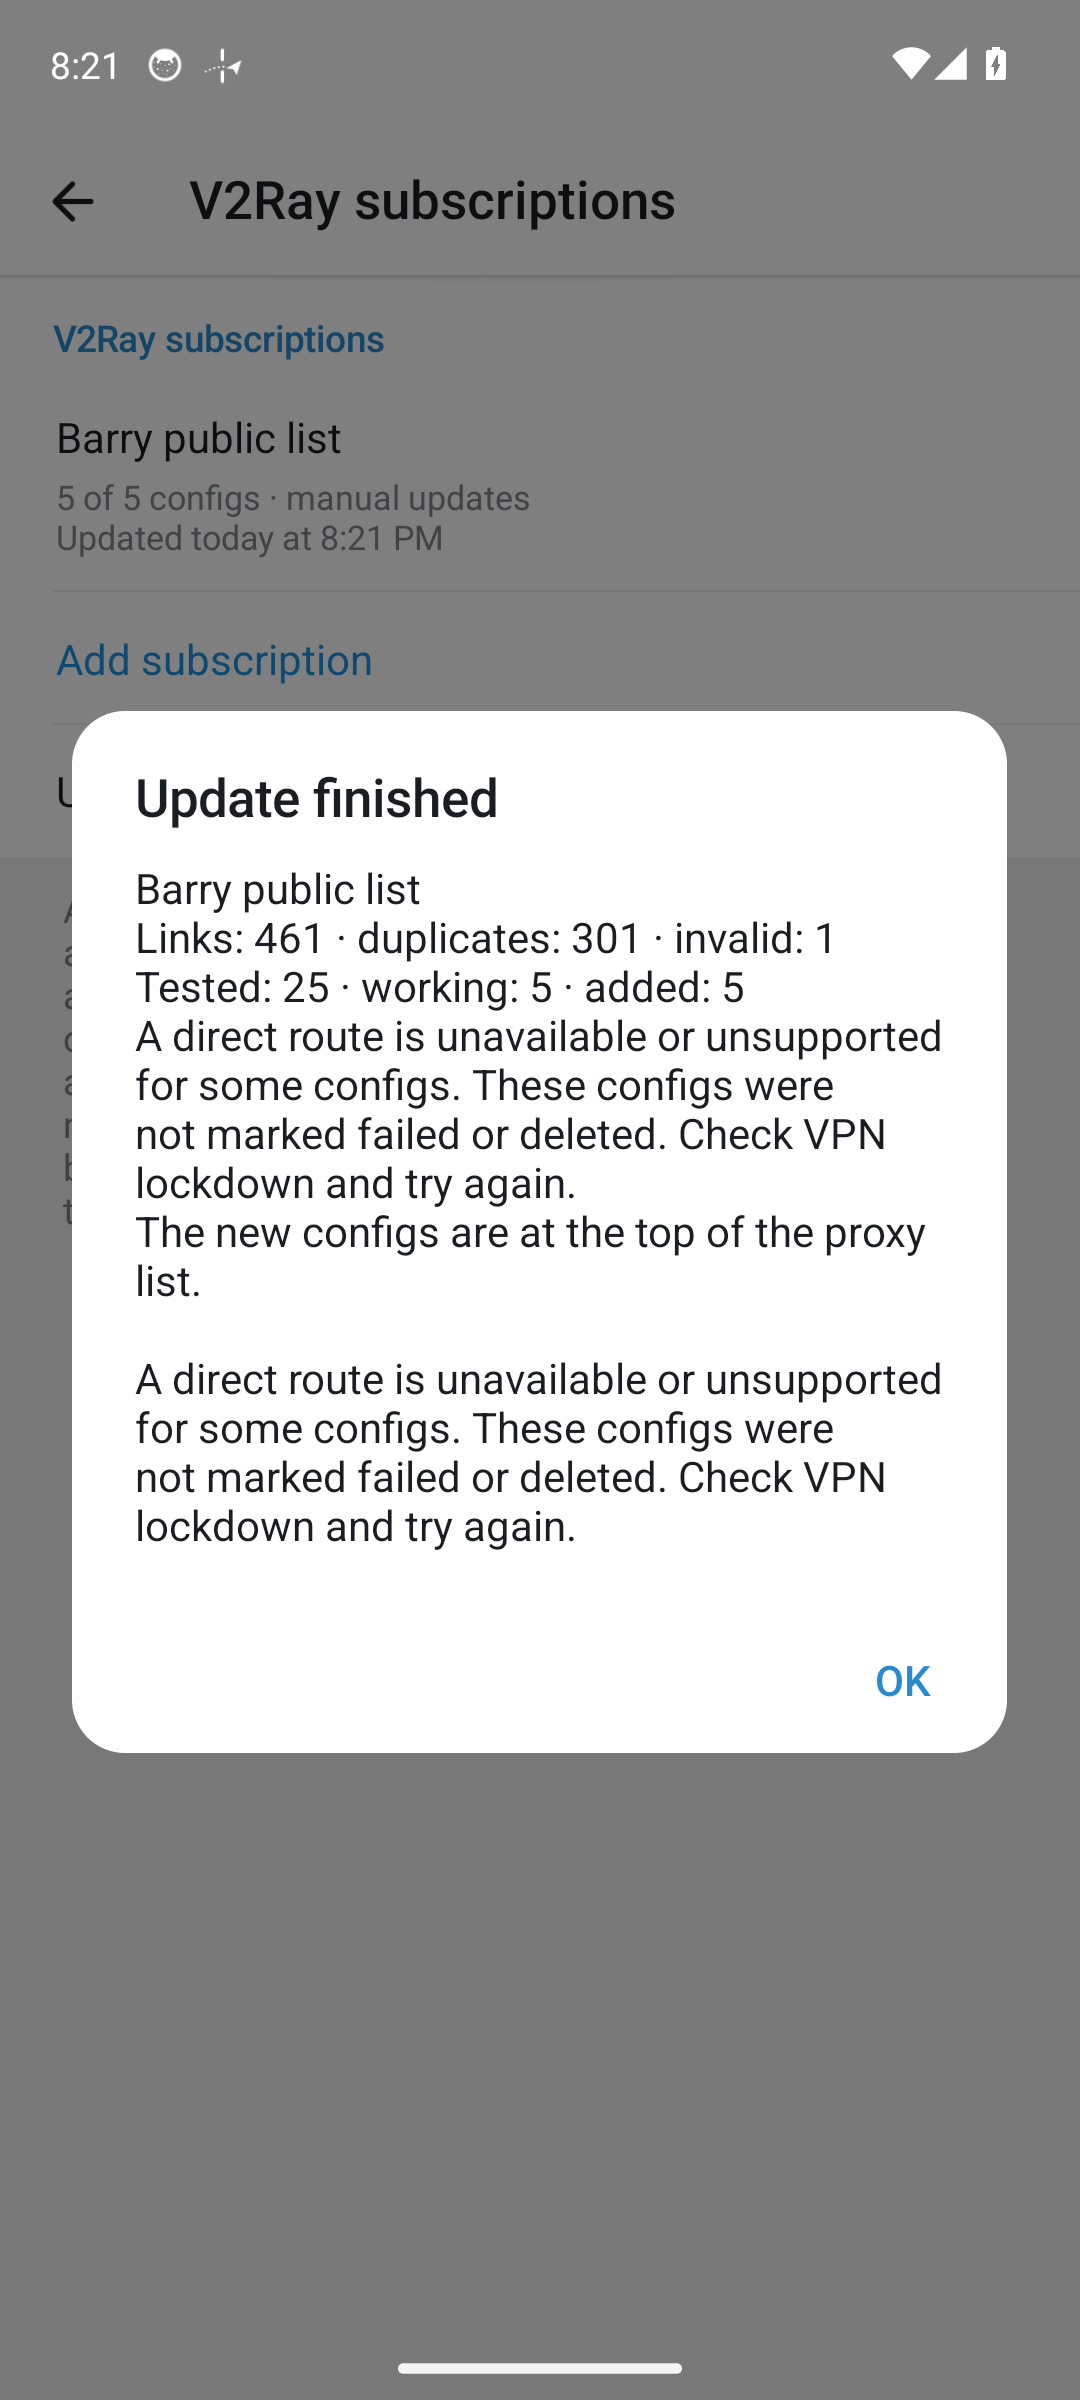 8:21
V2Ray subscriptions
V2Ray subscriptions
Barry public list
5 of 5 configs · manual updates
Updated today at 8:21 PM
Add subscription
Update finished
Barry public list
Links: 461 · duplicates: 301 · invalid: 1
Tested: 25 · working: 5 · added: 5
A direct route is unavailable or unsupported
for some configs. These configs were
not marked failed or deleted. Check VPN
lockdown and try again.
The new configs are at the top of the proxy
list.
A direct route is unavailable or unsupported
for some configs. These configs were
not marked failed or deleted. Check VPN
lockdown and try again.
OK